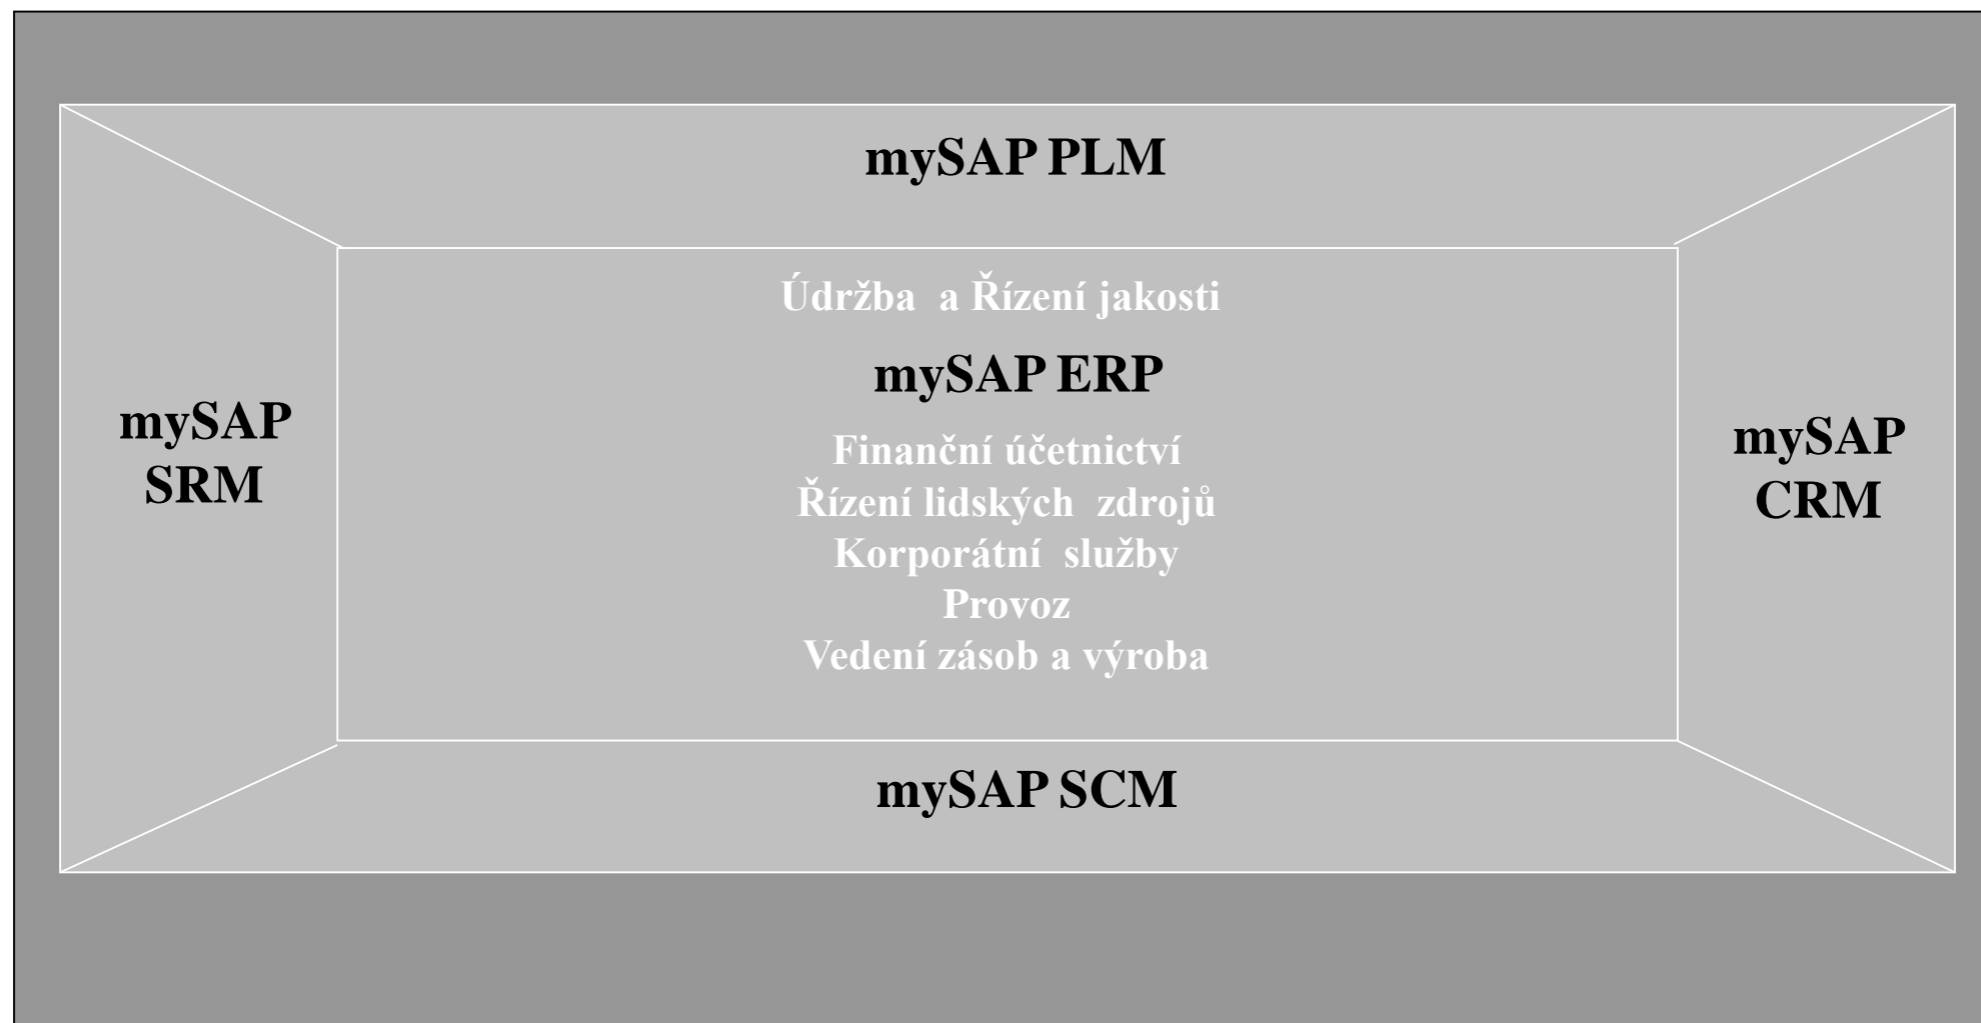 mySAP PLM
Údržba a Řízení jakosti
mySAP ERP
mySAP
SRM
Finanční účetnictví
Řízení lidských zdrojů
Korporátní služby
Provoz
Vedení zásob a výroba
mySAP
CRM
mySAP SCM